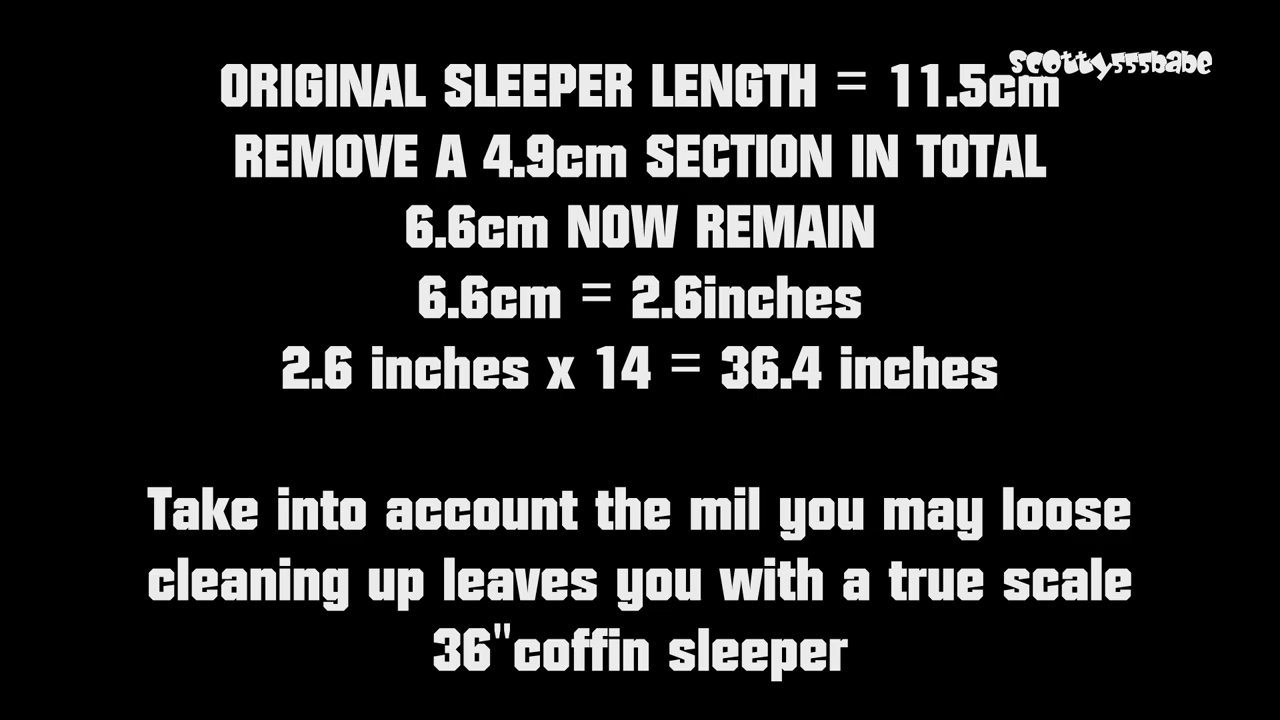 scotty555babe
ORIGINAL SLEEPER LENGTH = 11.5cm
REMOVE A 4.9cm SECTION IN TOTAL
6.6cm NOW REMAIN
6.6cm = 2.6inches
2.6 inches x 14 = 36.4 inches
Take into account the mil you may loose
cleaning up leaves you with a true scale
36"coffin sleeper